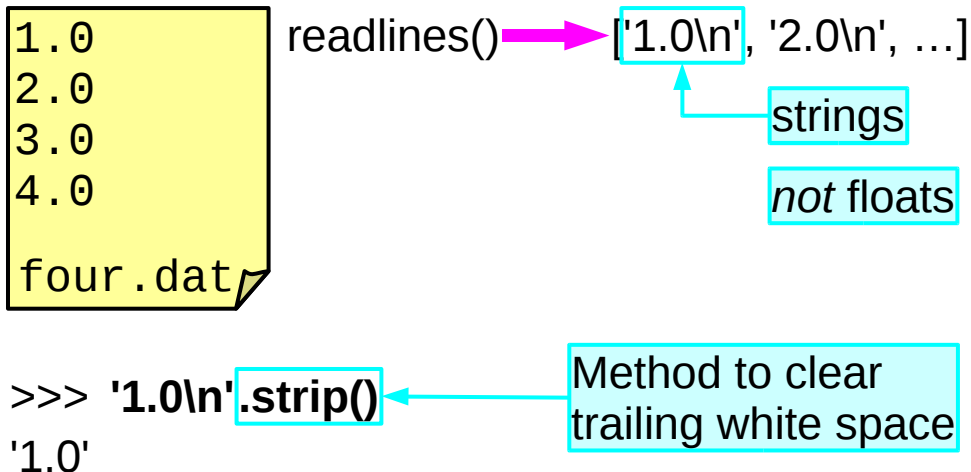 1.0
2.0
3.0
4.0
four.dat
readlines() ['1.0\n', '2.0\n', …]
strings
not floats
>>> '1.0\n'.strip()
'1.0'
Method to clear
trailing white space